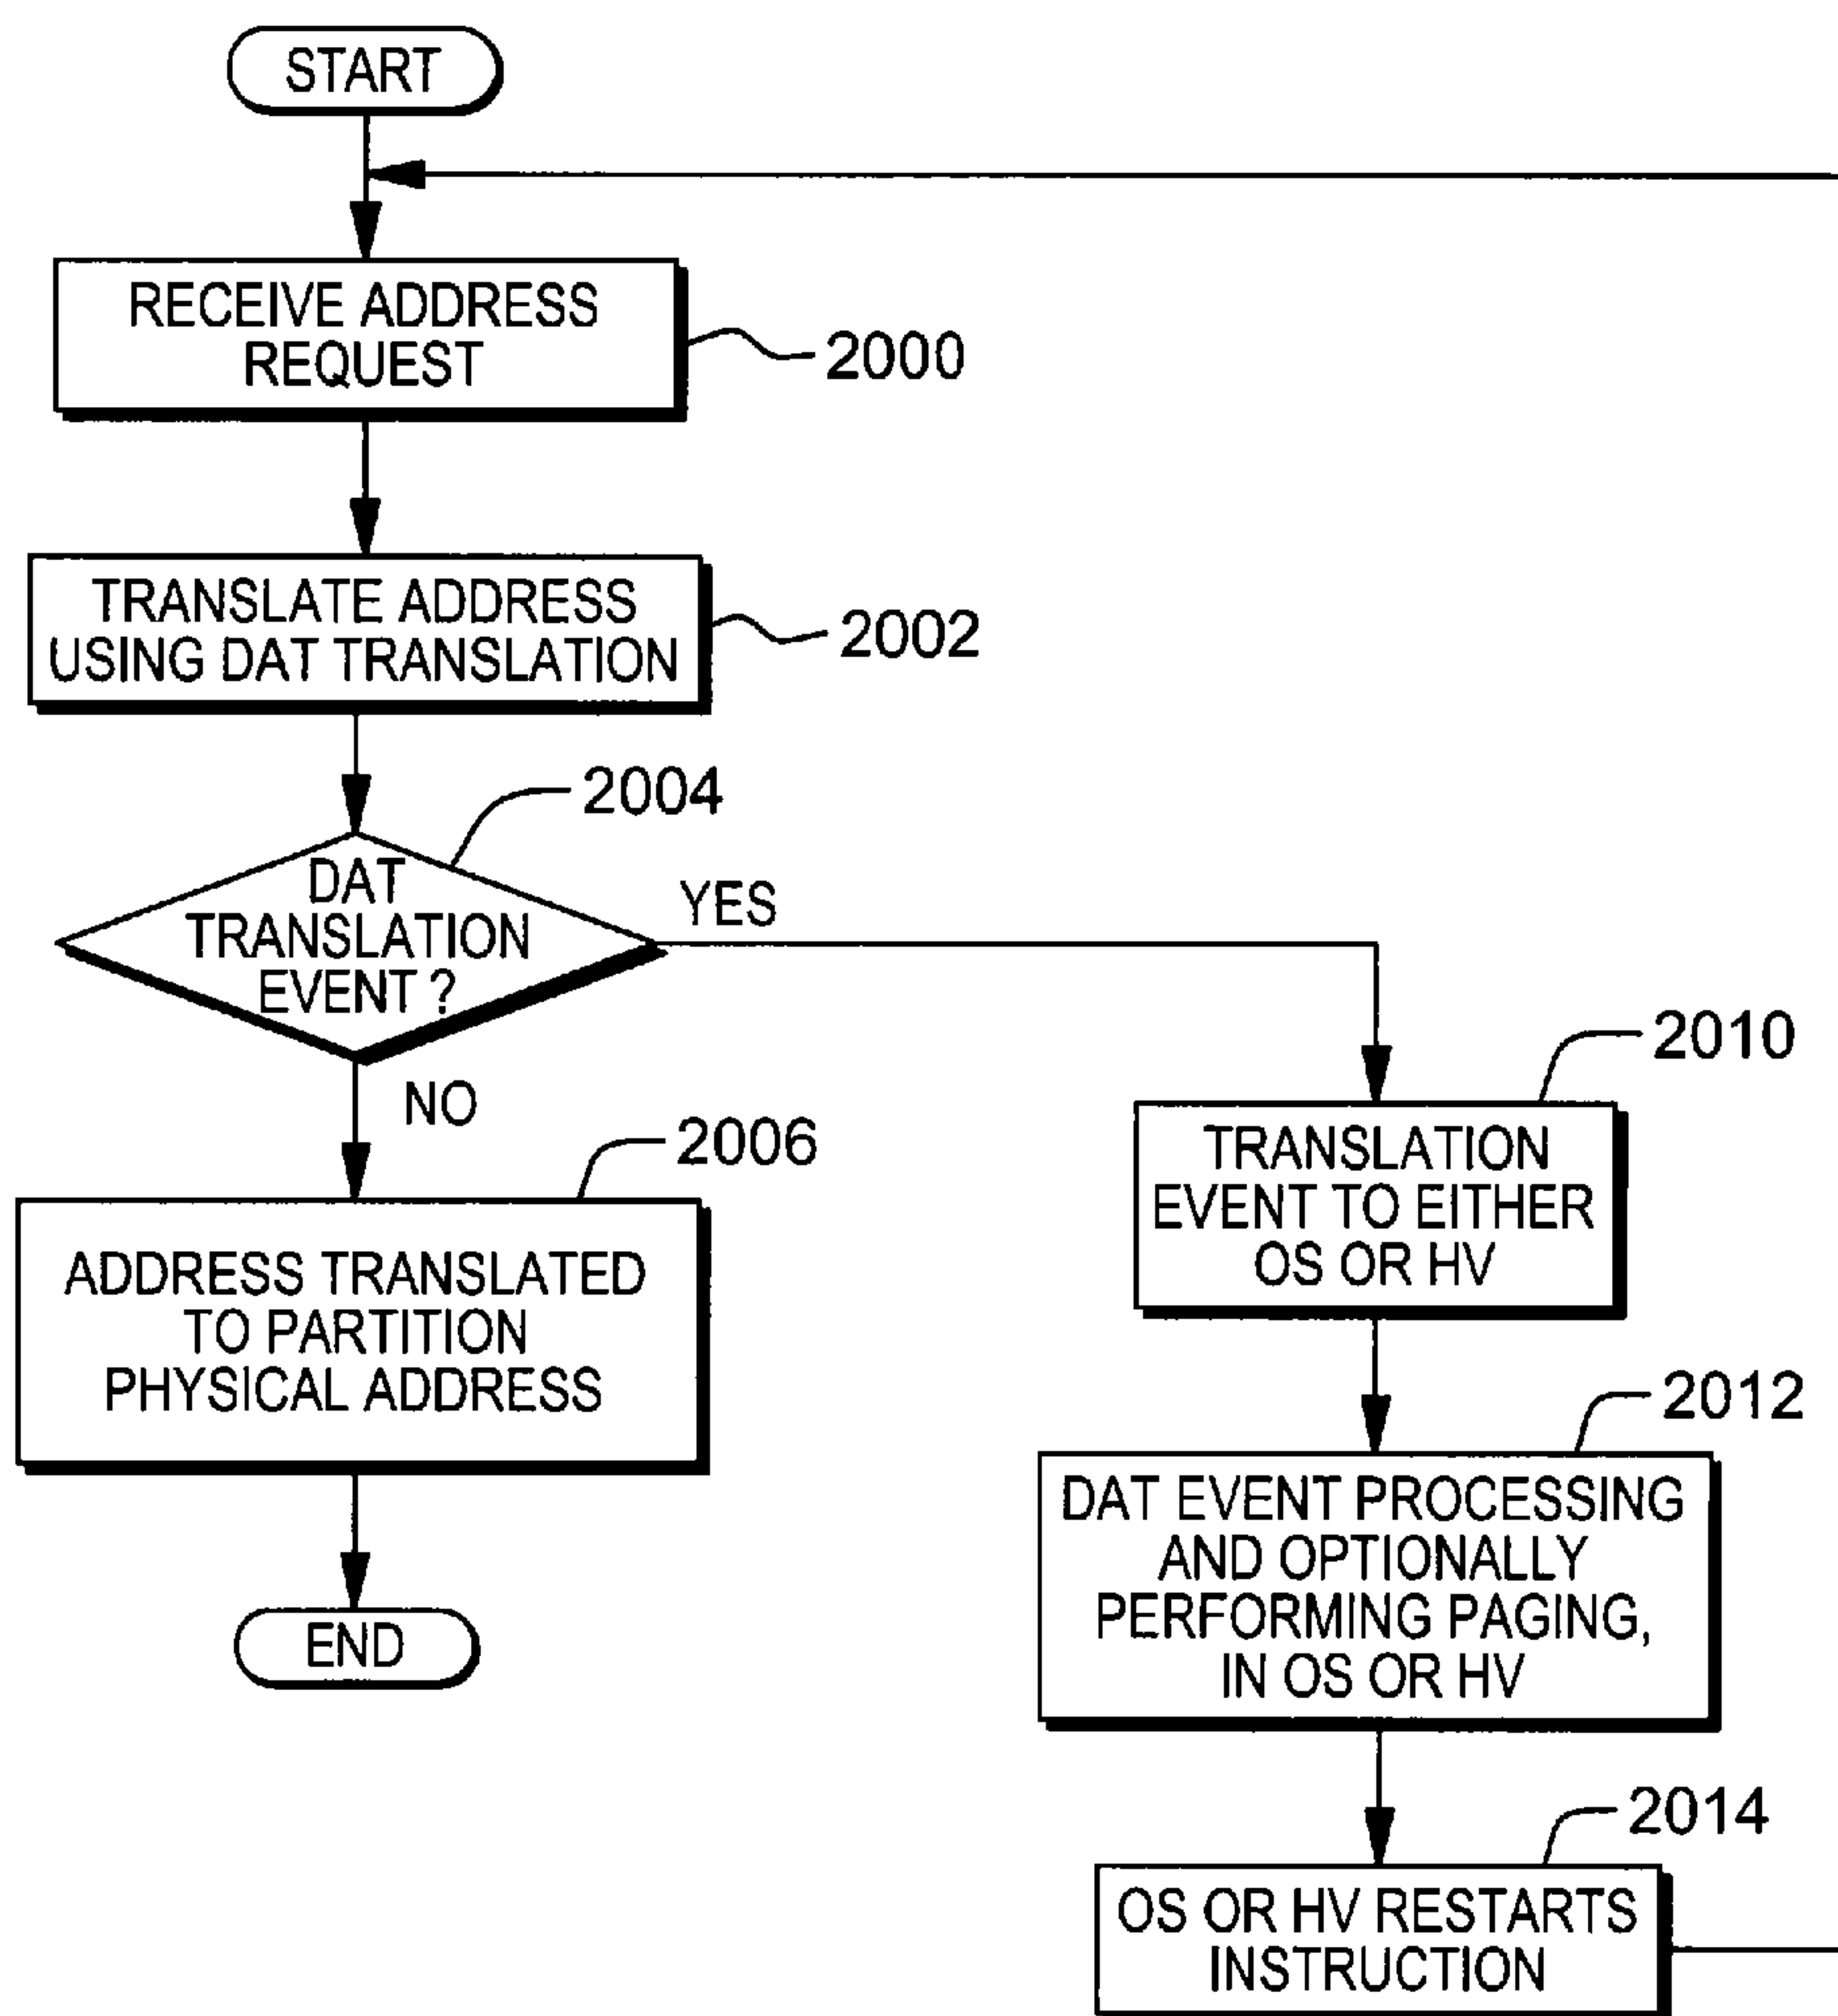 START
RECEIVE ADDRESS
REQUEST
2000
TRANSLATE ADDRESS
USING DAT TRANSLATION
2002
2004
DAT
TRANSLATION
EVENT ?
YES
NO
2006
ADDRESS TRANSLATED
TO PARTITION
PHYSICAL ADDRESS
END
2010
TRANSLATION
EVENT TO EITHER
OS OR HV
2012
DAT EVENT PROCESSING
AND OPTIONALLY
PERFORMING PAGING,
IN OS OR HV
2014
OS OR HV RESTARTS
INSTRUCTION